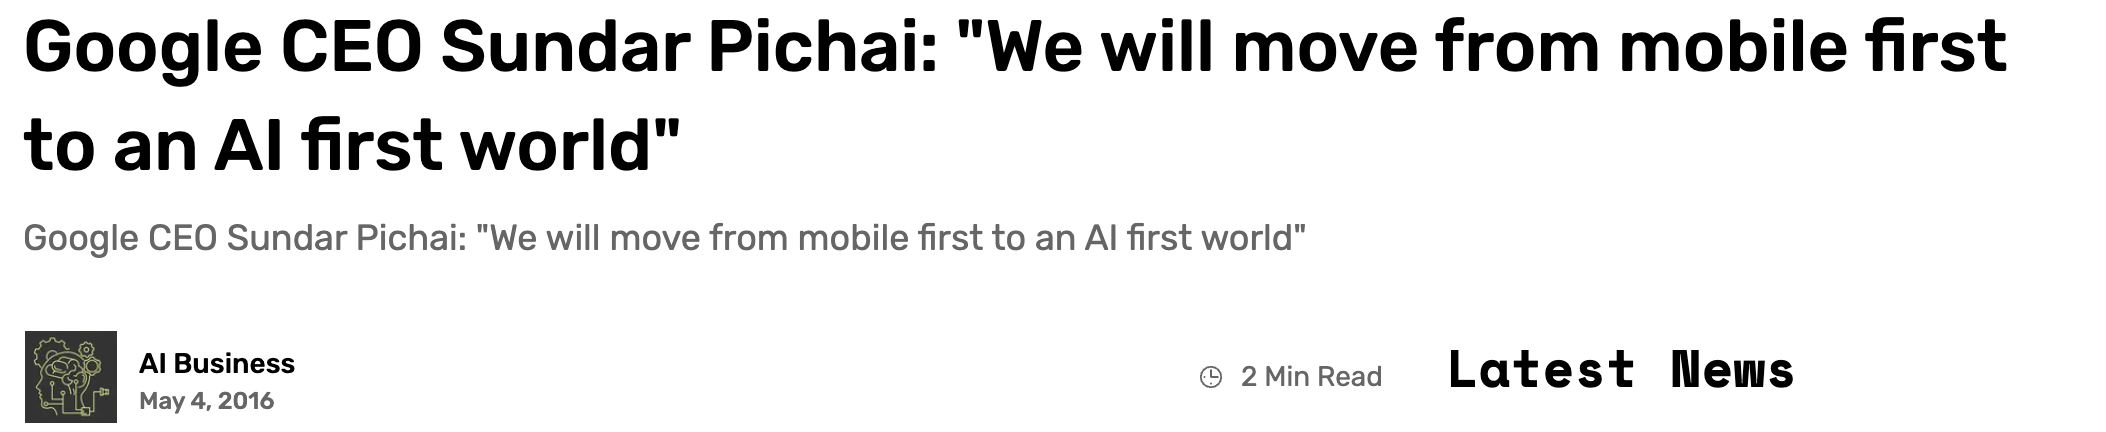 Google CEO Sundar Pichai: "We will move from mobile first
to an AI first world"
Google CEO Sundar Pichai: "We will move from mobile first to an AI first world"
AI Business
May 4, 2016
2 Min Read
Latest News